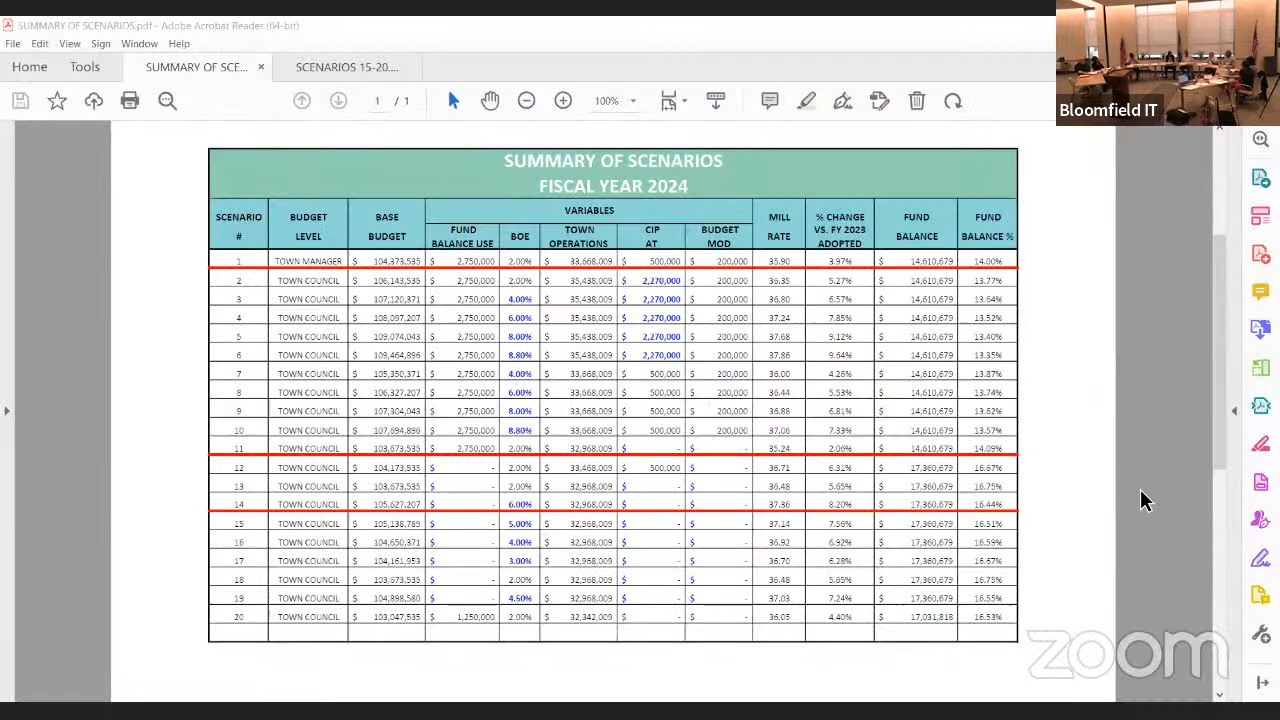 SUMMARY OF SCENARIOS.pdf - Adobe Acrobat Reader (64-bit)
File Edit View Sign Window Help
Home Tools SUMMARY OF SCE... × SCENARIOS 15-20....
1 / 1 100%
Bloomfield IT
SUMMARY OF SCENARIOS
FISCAL YEAR 2024
SCENARIO # BUDGET LEVEL BASE BUDGET VARIABLES FUND BALANCE USE BOE TOWN OPERATIONS CIP AT BUDGET MOD MILL RATE % CHANGE VS. FY 2023 ADOPTED FUND BALANCE FUND BALANCE %
1 TOWN MANAGER $ 104,373,535 $ 2,750,000 2.00% $ 33,668,009 $ 500,000 $ 200,000 35.90 3.97% $ 14,610,679 14.00%
2 TOWN COUNCIL $ 106,143,535 $ 2,750,000 2.00% $ 35,438,009 $ 2,270,000 $ 200,000 36.35 5.27% $ 14,610,679 13.77%
3 TOWN COUNCIL $ 107,120,371 $ 2,750,000 4.00% $ 35,438,009 $ 2,270,000 $ 200,000 36.80 6.57% $ 14,610,679 13.64%
4 TOWN COUNCIL $ 108,097,207 $ 2,750,000 6.00% $ 35,438,009 $ 2,270,000 $ 200,000 37.24 7.85% $ 14,610,679 13.52%
5 TOWN COUNCIL $ 109,074,043 $ 2,750,000 8.00% $ 35,438,009 $ 2,270,000 $ 200,000 37.68 9.12% $ 14,610,679 13.40%
6 TOWN COUNCIL $ 109,464,896 $ 2,750,000 8.80% $ 35,438,009 $ 2,270,000 $ 200,000 37.86 9.64% $ 14,610,679 13.35%
7 TOWN COUNCIL $ 105,350,371 $ 2,750,000 4.00% $ 33,668,009 $ 500,000 $ 200,000 36.00 4.26% $ 14,610,679 13.87%
8 TOWN COUNCIL $ 106,327,207 $ 2,750,000 6.00% $ 33,668,009 $ 500,000 $ 200,000 36.44 5.53% $ 14,610,679 13.74%
9 TOWN COUNCIL $ 107,304,043 $ 2,750,000 8.00% $ 33,668,009 $ 500,000 $ 200,000 36.88 6.81% $ 14,610,679 13.62%
10 TOWN COUNCIL $ 107,694,896 $ 2,750,000 8.80% $ 33,668,009 $ 500,000 $ 200,000 37.06 7.33% $ 14,610,679 13.57%
11 TOWN COUNCIL $ 103,673,535 $ 2,750,000 2.00% $ 32,968,009 $ - $ - 35.24 2.06% $ 14,610,679 14.09%
12 TOWN COUNCIL $ 104,173,535 $ - 2.00% $ 33,468,009 $ 500,000 $ - 36.71 6.31% $ 17,360,679 16.67%
13 TOWN COUNCIL $ 103,673,535 $ - 2.00% $ 32,968,009 $ - $ - 36.48 5.65% $ 17,360,679 16.75%
14 TOWN COUNCIL $ 105,627,207 $ - 6.00% $ 32,968,009 $ - $ - 37.36 8.20% $ 17,360,679 16.44%
15 TOWN COUNCIL $ 105,138,789 $ - 5.00% $ 32,968,009 $ - $ - 37.14 7.56% $ 17,360,679 16.51%
16 TOWN COUNCIL $ 104,650,371 $ - 4.00% $ 32,968,009 $ - $ - 36.92 6.92% $ 17,360,679 16.59%
17 TOWN COUNCIL $ 104,161,953 $ - 3.00% $ 32,968,009 $ - $ - 36.70 6.28% $ 17,360,679 16.67%
18 TOWN COUNCIL $ 103,673,535 $ - 2.00% $ 32,968,009 $ - $ - 36.48 5.65% $ 17,360,679 16.75%
19 TOWN COUNCIL $ 104,898,580 $ - 4.50% $ 32,968,009 $ - $ - 37.03 7.24% $ 17,360,679 16.55%
20 TOWN COUNCIL $ 103,047,535 $ 1,250,000 2.00% $ 32,342,009 $ - $ - 36.05 4.40% $ 17,031,818 16.53%
zoom